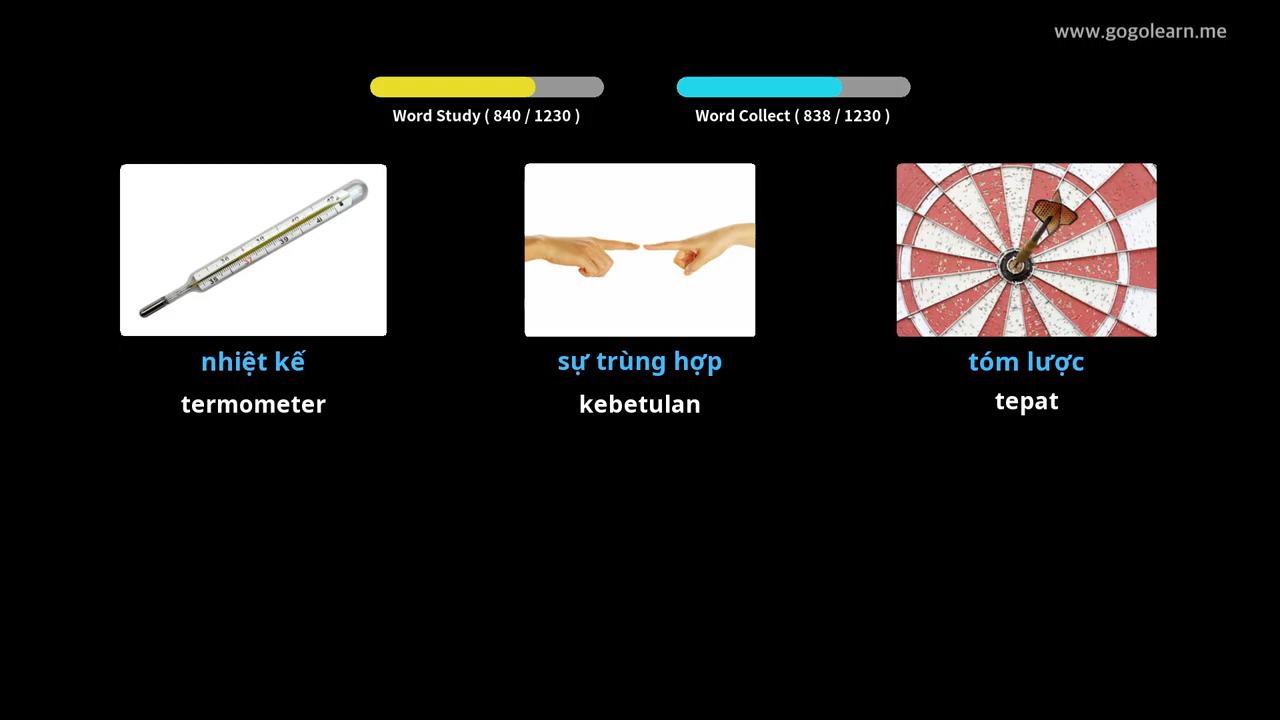 www.gogolearn.me
Word Study ( 840 / 1230 )
Word Collect ( 838 / 1230 )
nhiệt kế
sự trùng hợp
tóm lược
termometer
kebetulan
tepat